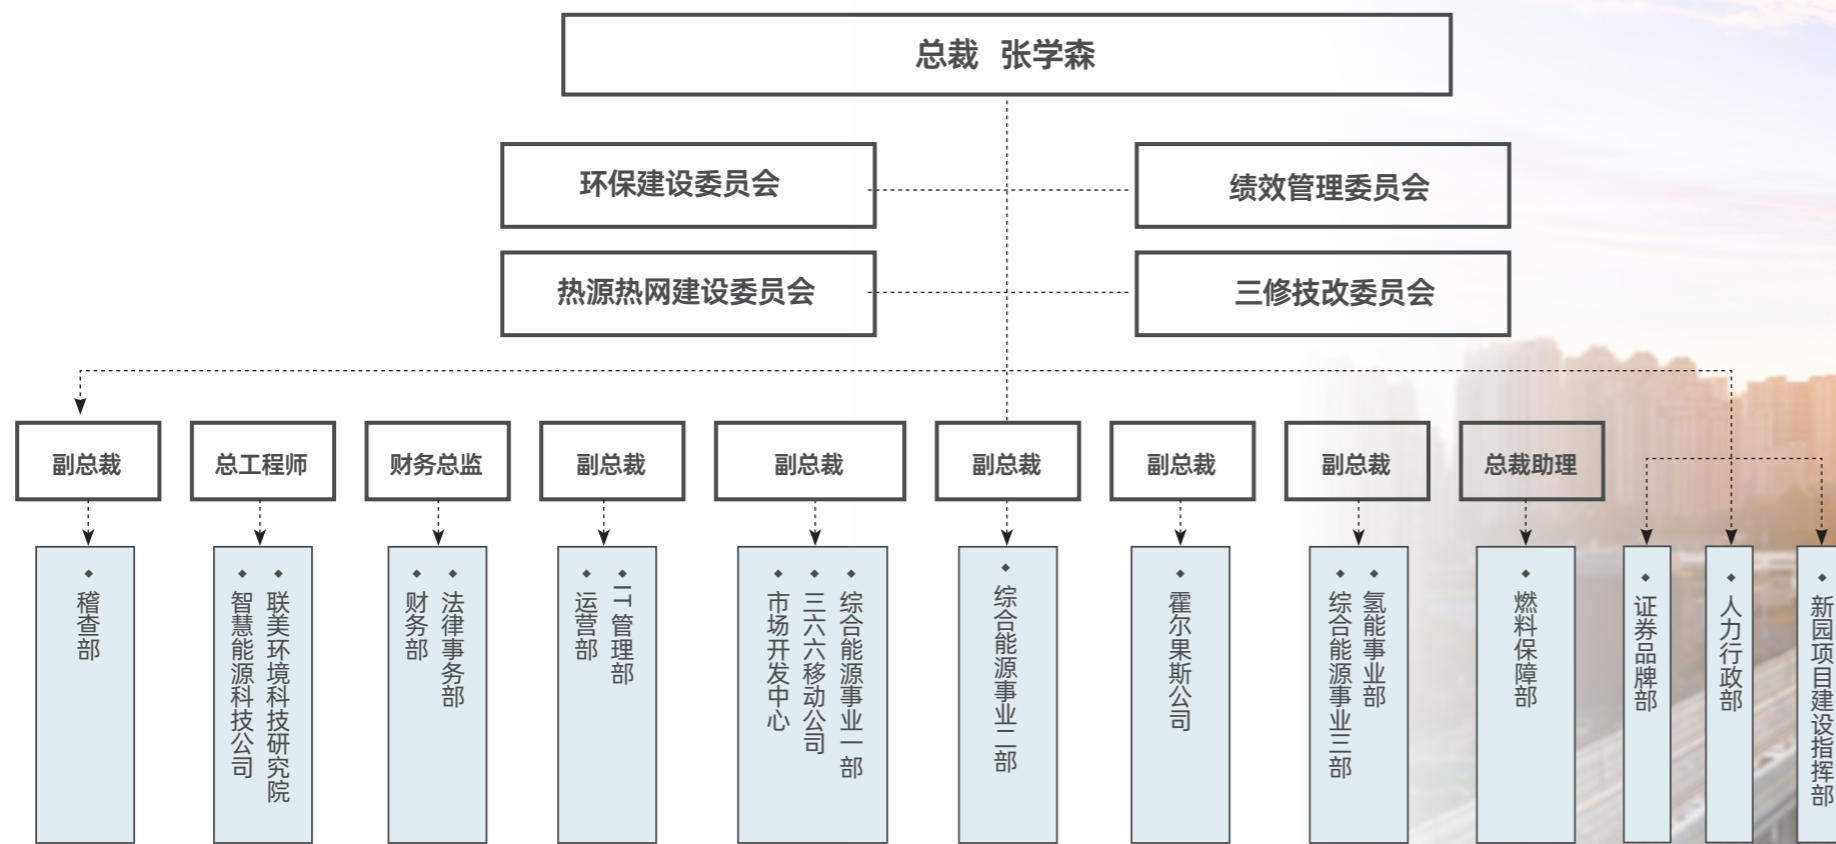 总裁 张学森
环保建设委员会
绩效管理委员会
热源热网建设委员会
三修技改委员会
副总裁
总工程师
财务总监
副总裁
副总裁
副总裁
副总裁
副总裁
总裁助理
◆ 稽查部
◆ 联美环境科技研究院
◆ 智慧能源科技公司
◆ 法律事务部
◆ 财务部
◆ IT 管理部
◆ 运营部
◆ 综合能源事业一部
◆ 三六六移动公司
◆ 市场开发中心
◆ 综合能源事业二部
◆ 霍尔果斯公司
◆ 氢能事业部
◆ 综合能源事业三部
◆ 燃料保障部
◆ 证券品牌部
◆ 人力行政部
◆ 新园项目建设指挥部